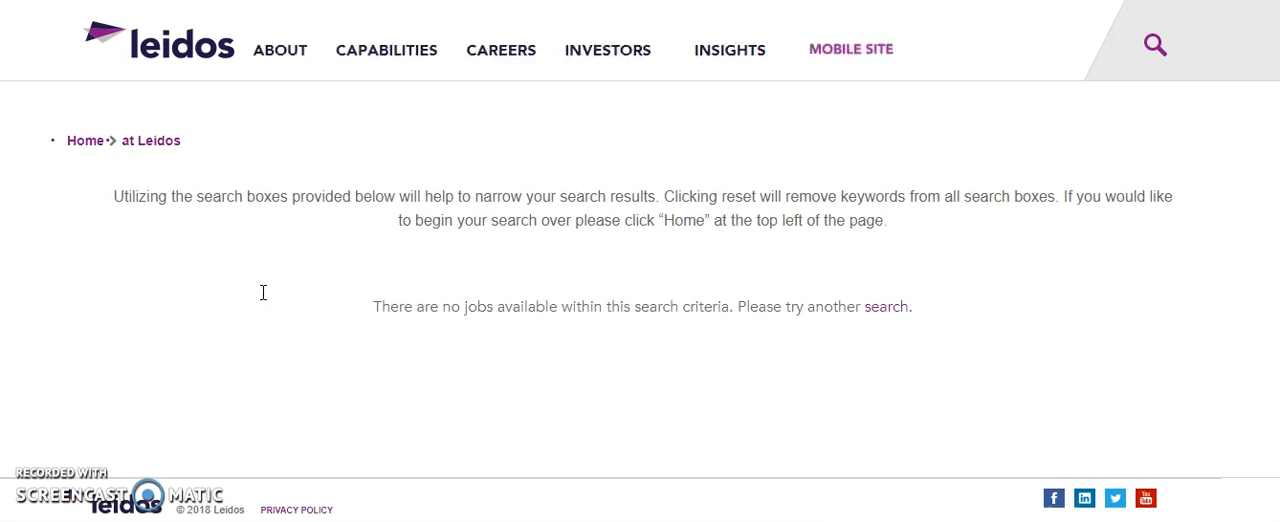 leidos
ABOUT CAPABILITIES CAREERS INVESTORS INSIGHTS MOBILE SITE
• Home > at Leidos
Utilizing the search boxes provided below will help to narrow your search results. Clicking reset will remove keywords from all search boxes. If you would like
to begin your search over please click “Home” at the top left of the page.
There are no jobs available within this search criteria. Please try another search.
RECORDED WITH
SCREENCAST MATIC
leidos © 2018 Leidos PRIVACY POLICY
f in You Tube